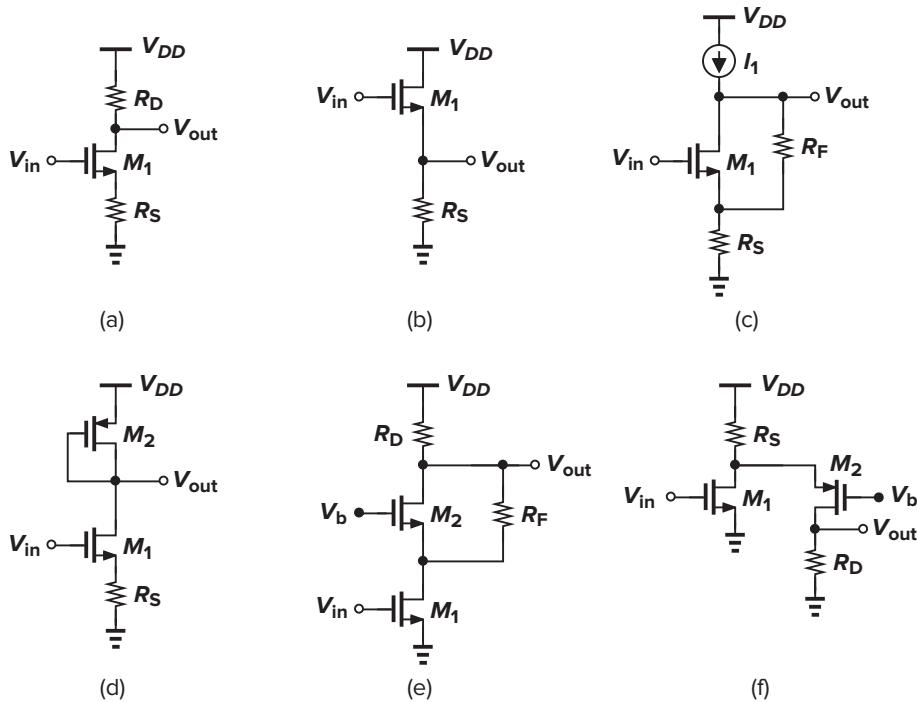 V_DD
R_D
V_out
V_in
M_1
R_S
(a)
V_DD
V_in
M_1
V_out
R_S
(b)
V_DD
I_1
V_out
R_F
V_in
M_1
R_S
(c)
V_DD
M_2
V_out
V_in
M_1
R_S
(d)
V_DD
R_D
V_out
V_b
M_2
R_F
V_in
M_1
(e)
V_DD
R_S
M_2
V_in
M_1
V_b
V_out
R_D
(f)